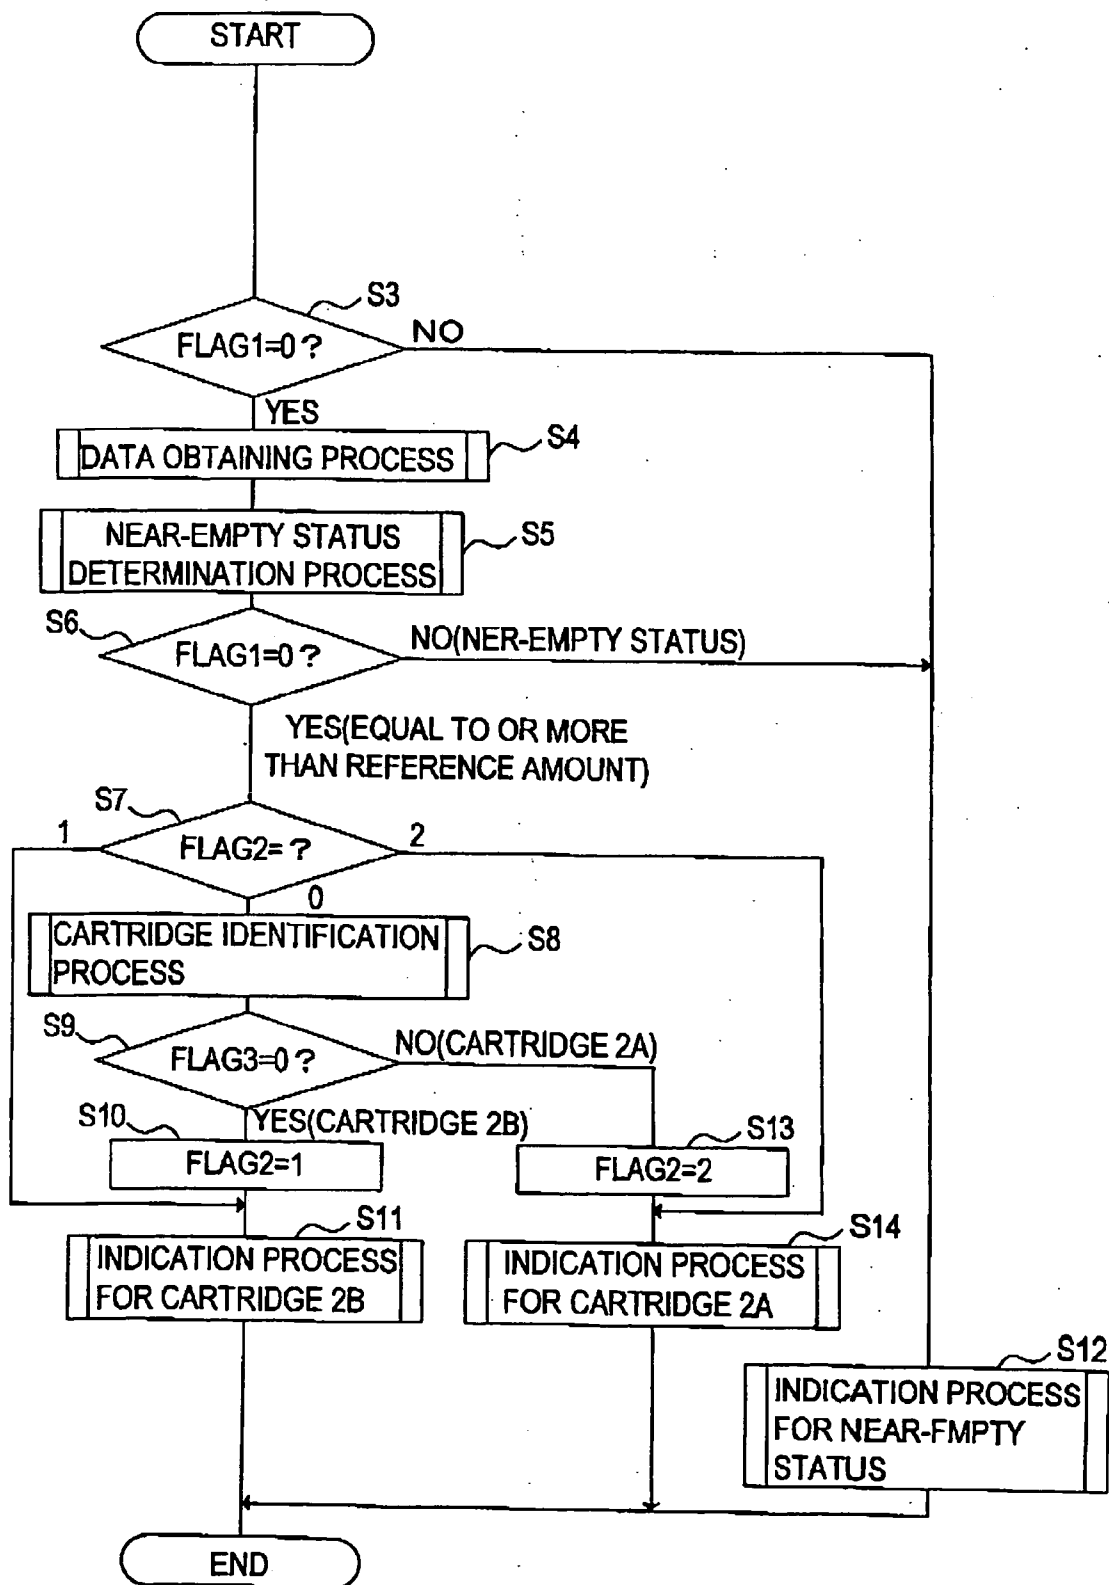 START
S3
FLAG1=0?
NO
YES
DATA OBTAINING PROCESS
S4
NEAR-EMPTY STATUS
DETERMINATION PROCESS
S5
S6
FLAG1=0?
NO(NER-EMPTY STATUS)
YES(EQUAL TO OR MORE
THAN REFERENCE AMOUNT)
S7
1
FLAG2=?
2
0
CARTRIDGE IDENTIFICATION
PROCESS
S8
S9
FLAG3=0?
NO(CARTRIDGE 2A)
S10
YES(CARTRIDGE 2B)
S13
FLAG2=1
FLAG2=2
S11
S14
INDICATION PROCESS
FOR CARTRIDGE 2B
INDICATION PROCESS
FOR CARTRIDGE 2A
S12
INDICATION PROCESS
FOR NEAR-FMPTY
STATUS
END